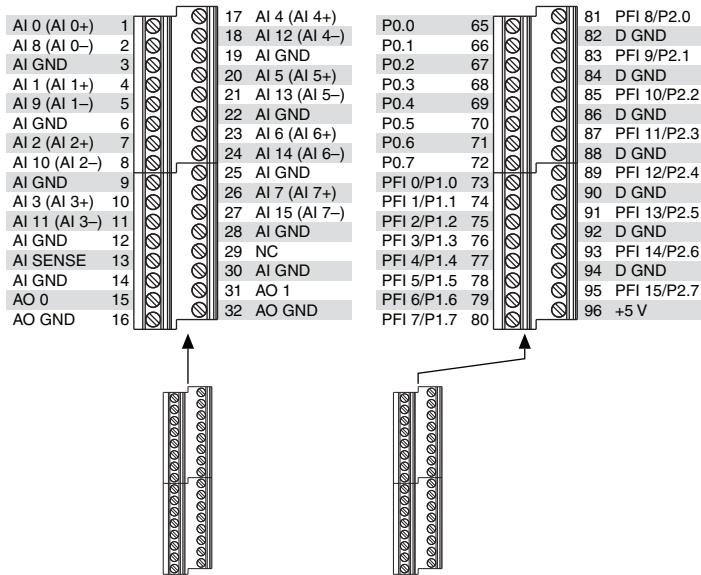 AI 0 (AI 0+) 1
AI 8 (AI 0–) 2
AI GND 3
AI 1 (AI 1+) 4
AI 9 (AI 1–) 5
AI GND 6
AI 2 (AI 2+) 7
AI 10 (AI 2–) 8
AI GND 9
AI 3 (AI 3+) 10
AI 11 (AI 3–) 11
AI GND 12
AI SENSE 13
AI GND 14
AO 0 15
AO GND 16
17 AI 4 (AI 4+)
18 AI 12 (AI 4–)
19 AI GND
20 AI 5 (AI 5+)
21 AI 13 (AI 5–)
22 AI GND
23 AI 6 (AI 6+)
24 AI 14 (AI 6–)
25 AI GND
26 AI 7 (AI 7+)
27 AI 15 (AI 7–)
28 AI GND
29 NC
30 AI GND
31 AO 1
32 AO GND
P0.0 65
P0.1 66
P0.2 67
P0.3 68
P0.4 69
P0.5 70
P0.6 71
P0.7 72
PFI 0/P1.0 73
PFI 1/P1.1 74
PFI 2/P1.2 75
PFI 3/P1.3 76
PFI 4/P1.4 77
PFI 5/P1.5 78
PFI 6/P1.6 79
PFI 7/P1.7 80
81 PFI 8/P2.0
82 D GND
83 PFI 9/P2.1
84 D GND
85 PFI 10/P2.2
86 D GND
87 PFI 11/P2.3
88 D GND
89 PFI 12/P2.4
90 D GND
91 PFI 13/P2.5
92 D GND
93 PFI 14/P2.6
94 D GND
95 PFI 15/P2.7
96 +5 V